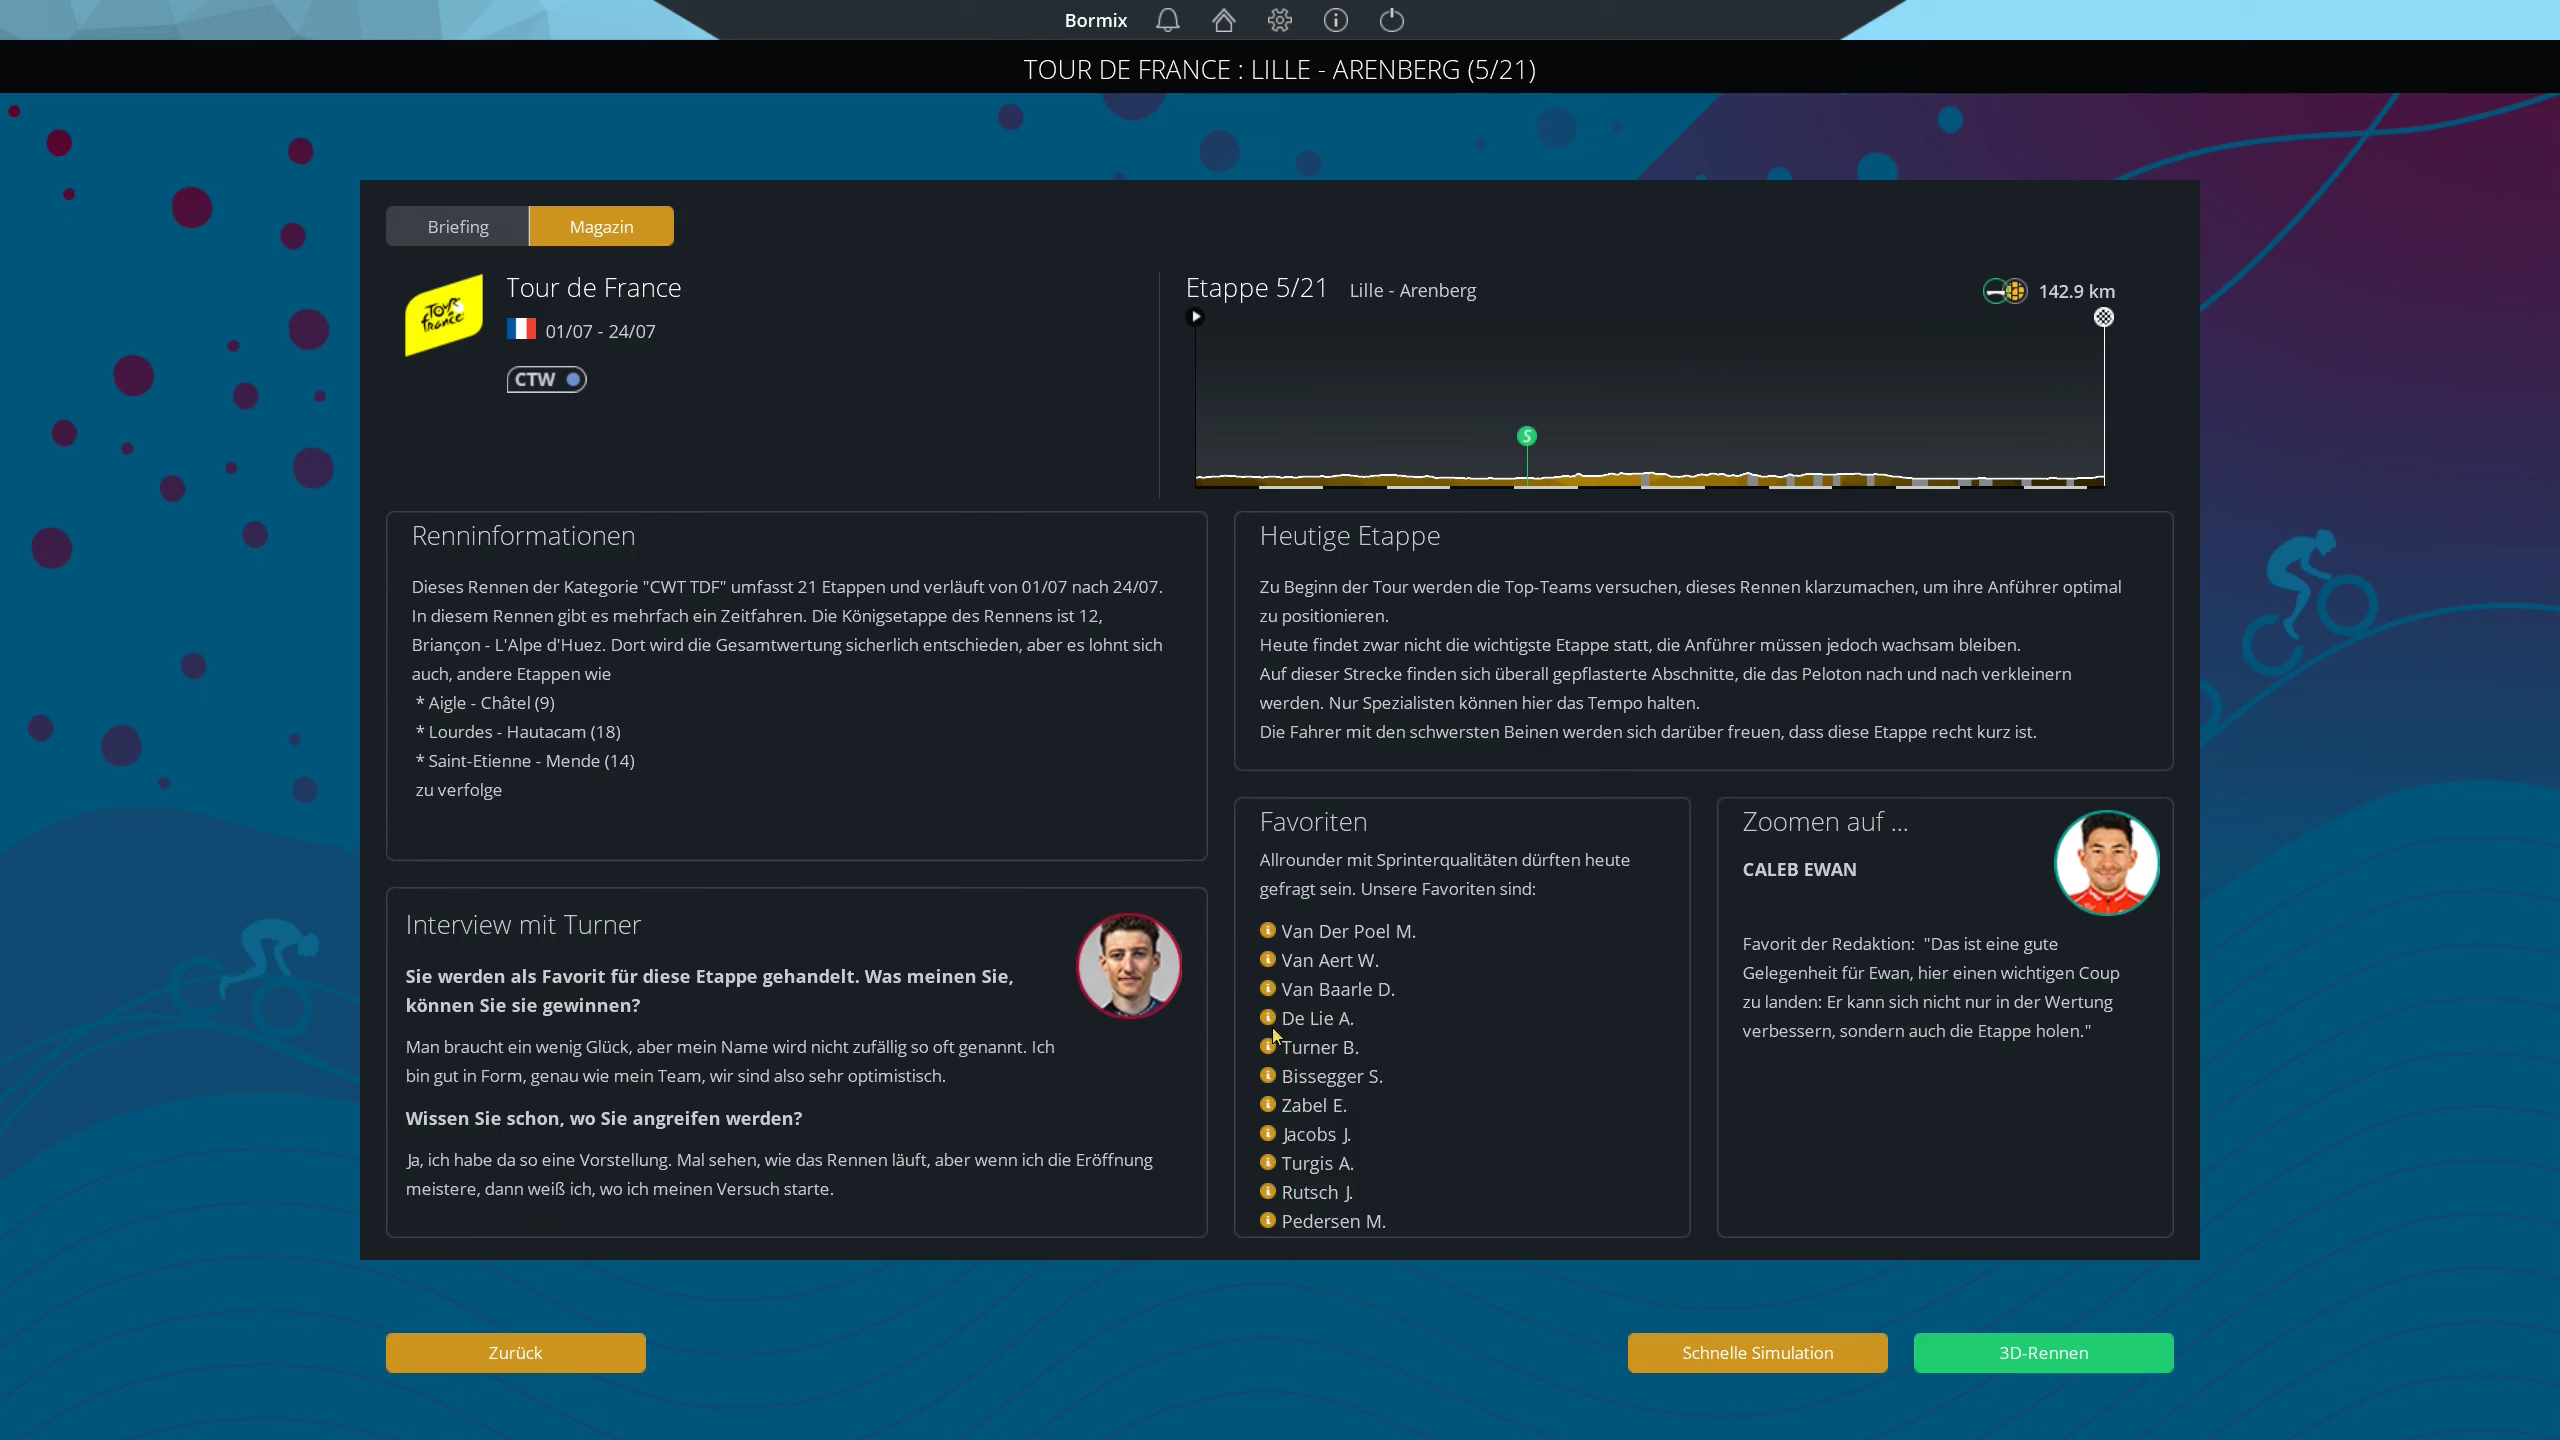 Bormix
TOUR DE FRANCE : LILLE - ARENBERG (5/21)
Briefing
Magazin
TOUR
france
Tour de France
01/07 - 24/07
CTW
Etappe 5/21
Lille - Arenberg
142.9 km
S
Renninformationen
Dieses Rennen der Kategorie "CWT TDF" umfasst 21 Etappen und verläuft von 01/07 nach 24/07.
In diesem Rennen gibt es mehrfach ein Zeitfahren. Die Königsetappe des Rennens ist 12,
Briançon - L'Alpe d'Huez. Dort wird die Gesamtwertung sicherlich entschieden, aber es lohnt sich
auch, andere Etappen wie
* Aigle - Châtel (9)
* Lourdes - Hautacam (18)
* Saint-Etienne - Mende (14)
zu verfolge
Heutige Etappe
Zu Beginn der Tour werden die Top-Teams versuchen, dieses Rennen klarzumachen, um ihre Anführer optimal
zu positionieren.
Heute findet zwar nicht die wichtigste Etappe statt, die Anführer müssen jedoch wachsam bleiben.
Auf dieser Strecke finden sich überall gepflasterte Abschnitte, die das Peloton nach und nach verkleinern
werden. Nur Spezialisten können hier das Tempo halten.
Die Fahrer mit den schwersten Beinen werden sich darüber freuen, dass diese Etappe recht kurz ist.
Interview mit Turner
Sie werden als Favorit für diese Etappe gehandelt. Was meinen Sie,
können Sie sie gewinnen?
Man braucht ein wenig Glück, aber mein Name wird nicht zufällig so oft genannt. Ich
bin gut in Form, genau wie mein Team, wir sind also sehr optimistisch.
Wissen Sie schon, wo Sie angreifen werden?
Ja, ich habe da so eine Vorstellung. Mal sehen, wie das Rennen läuft, aber wenn ich die Eröffnung
meistere, dann weiß ich, wo ich meinen Versuch starte.
Favoriten
Allrounder mit Sprinterqualitäten dürften heute
gefragt sein. Unsere Favoriten sind:
Van Der Poel M.
Van Aert W.
Van Baarle D.
De Lie A.
Turner B.
Bissegger S.
Zabel E.
Jacobs J.
Turgis A.
Rutsch J.
Pedersen M.
Zoomen auf ...
CALEB EWAN
Favorit der Redaktion: "Das ist eine gute
Gelegenheit für Ewan, hier einen wichtigen Coup
zu landen: Er kann sich nicht nur in der Wertung
verbessern, sondern auch die Etappe holen."
Zurück
Schnelle Simulation
3D-Rennen